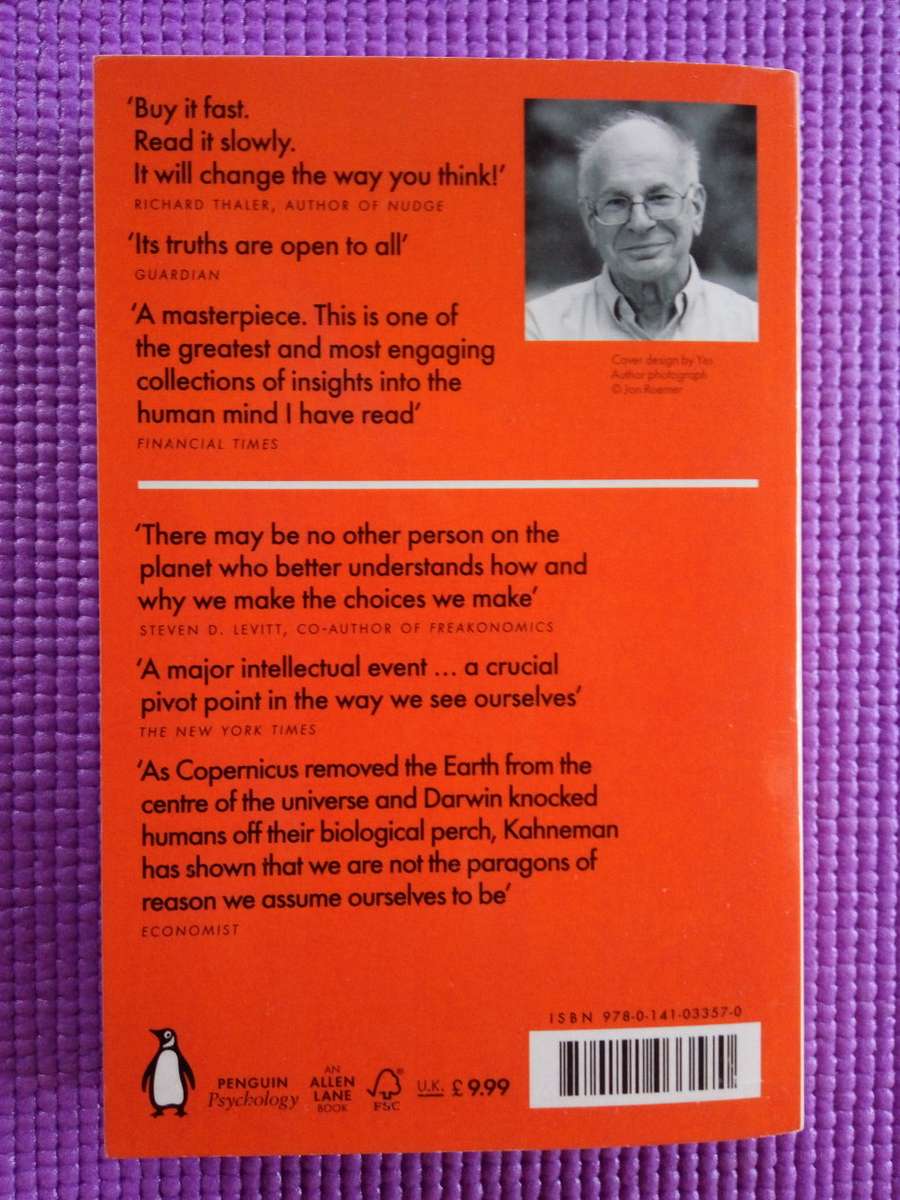 ‘Buy it fast.
Read it slowly.
It will change the way you think!’
RICHARD THALER, AUTHOR OF NUDGE
‘Its truths are open to all’
GUARDIAN
‘A masterpiece. This is one of
the greatest and most engaging
collections of insights into the
human mind I have read’
FINANCIAL TIMES
Cover design by Yes
Author photograph
© Jon Roemer
‘There may be no other person on the
planet who better understands how and
why we make the choices we make’
STEVEN D. LEVITT, CO-AUTHOR OF FREAKONOMICS
‘A major intellectual event ... a crucial
pivot point in the way we see ourselves’
THE NEW YORK TIMES
‘As Copernicus removed the Earth from the
centre of the universe and Darwin knocked
humans off their biological perch, Kahneman
has shown that we are not the paragons of
reason we assume ourselves to be’
ECONOMIST
ISBN 978-0-141-03357-0
PENGUIN
Psychology
AN
ALLEN
LANE
BOOK
FSC®
U.K. £9.99